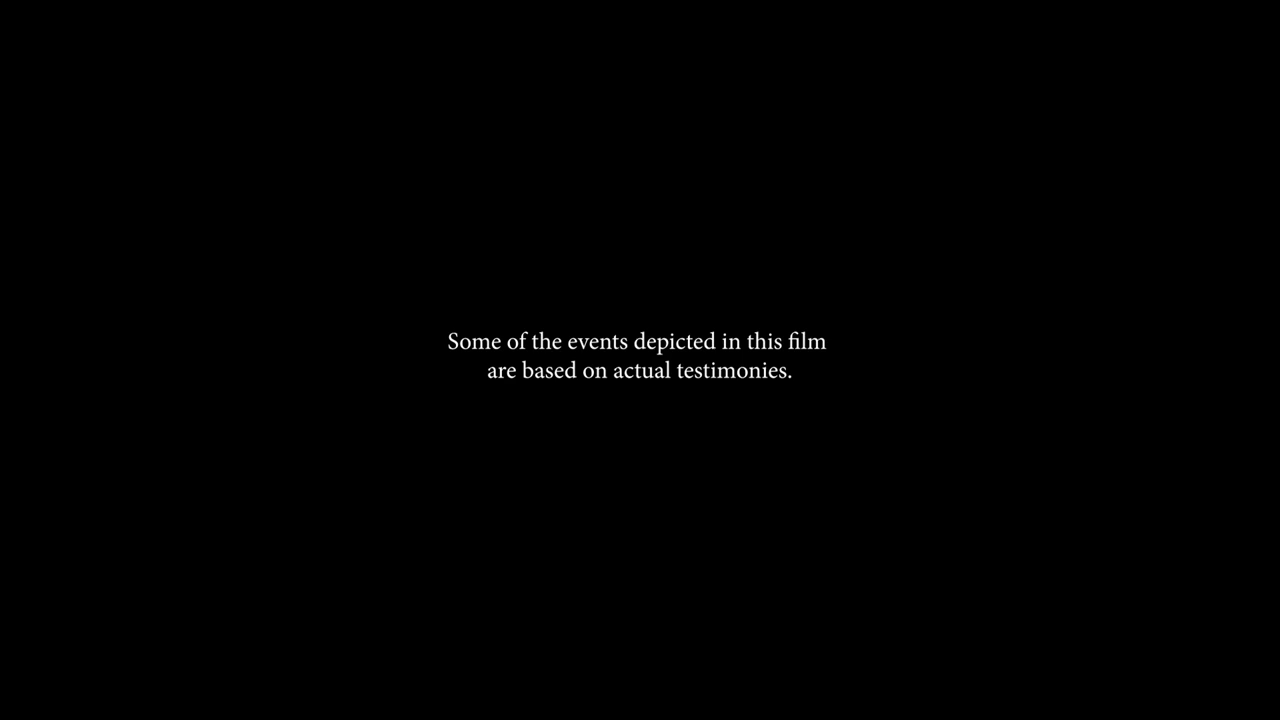 Some of the events depicted in this film
are based on actual testimonies.